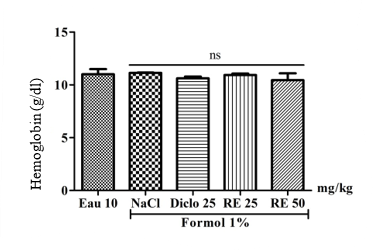 ns
15
10
5
0
Hemoglobin (g/dl)
Eau 10 NaCl Diclo 25 RE 25 RE 50 mg/kg
Formol 1%